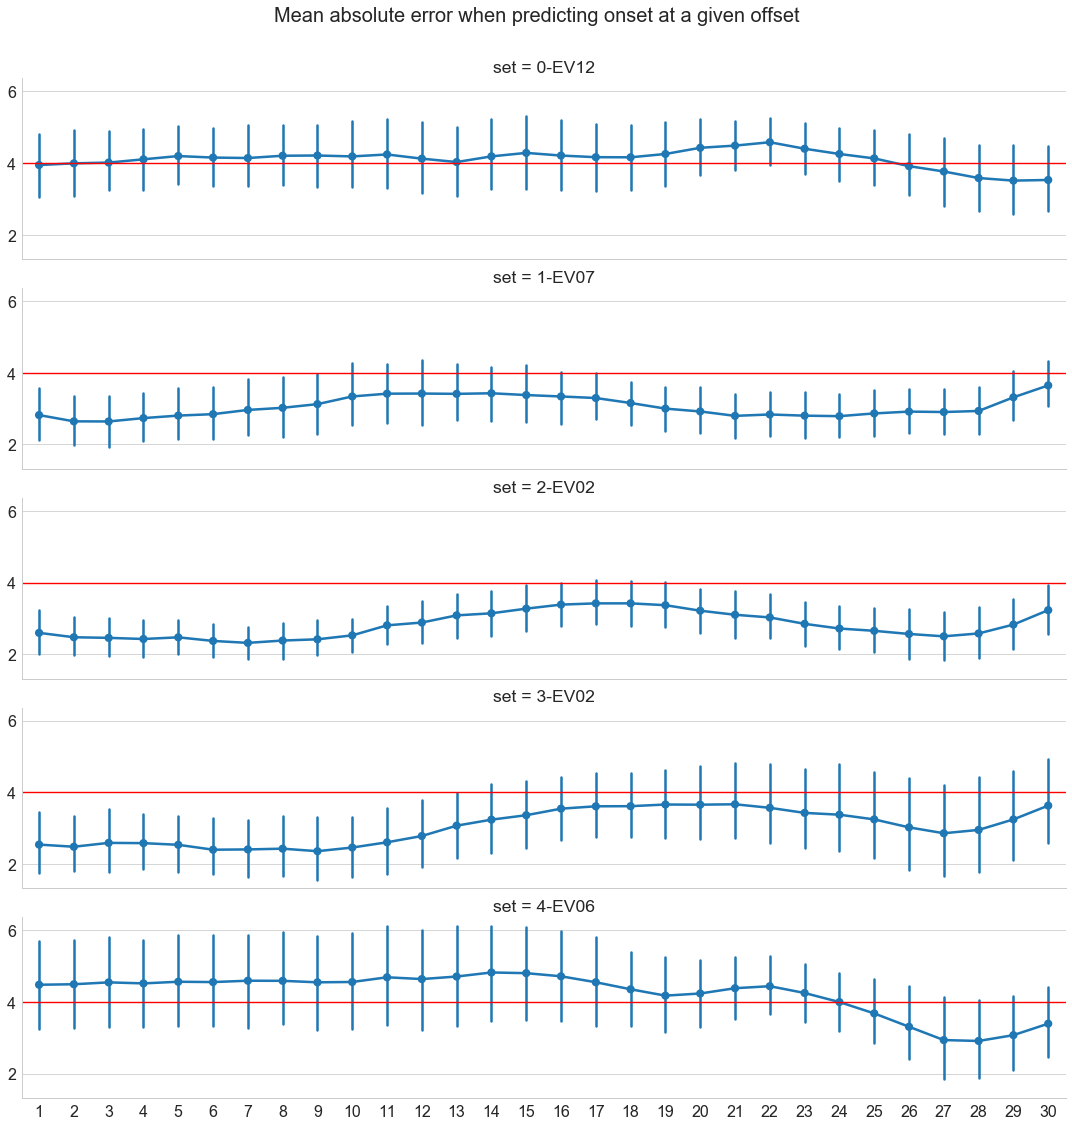 Mean absolute error when predicting onset at a given offset
set = 0-EV12
6
4
2
set = 1-EV07
6
4
2
set = 2-EV02
6
4
2
set = 3-EV02
6
4
2
set = 4-EV06
6
4
2
1 2 3 4 5 6 7 8 9 10 11 12 13 14 15 16 17 18 19 20 21 22 23 24 25 26 27 28 29 30